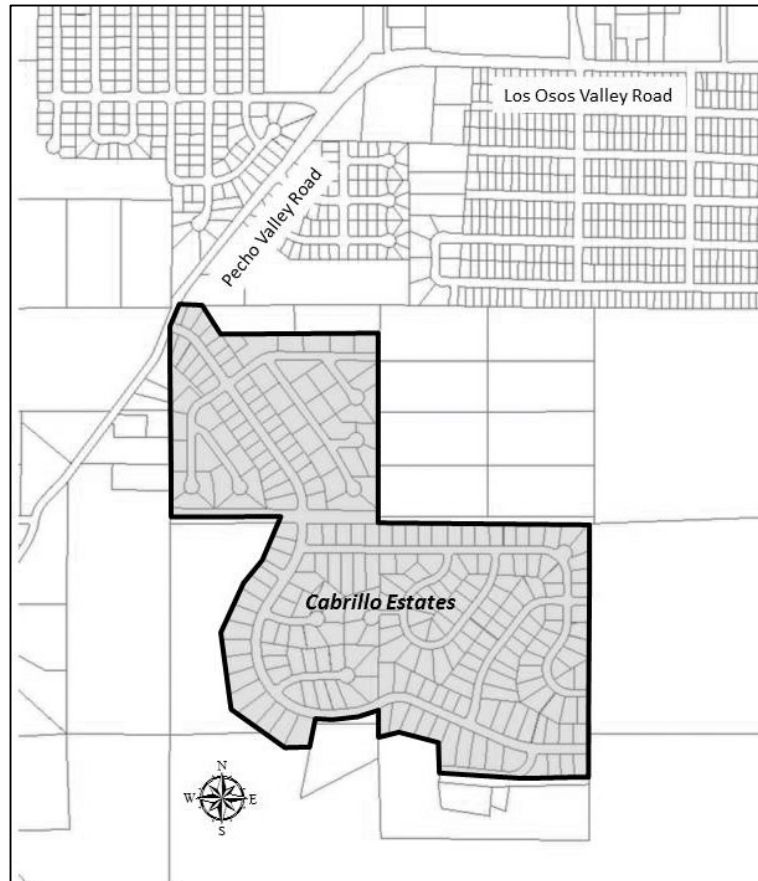 Los Osos Valley Road
Pecho Valley Road
Cabrillo Estates
N
W E
S